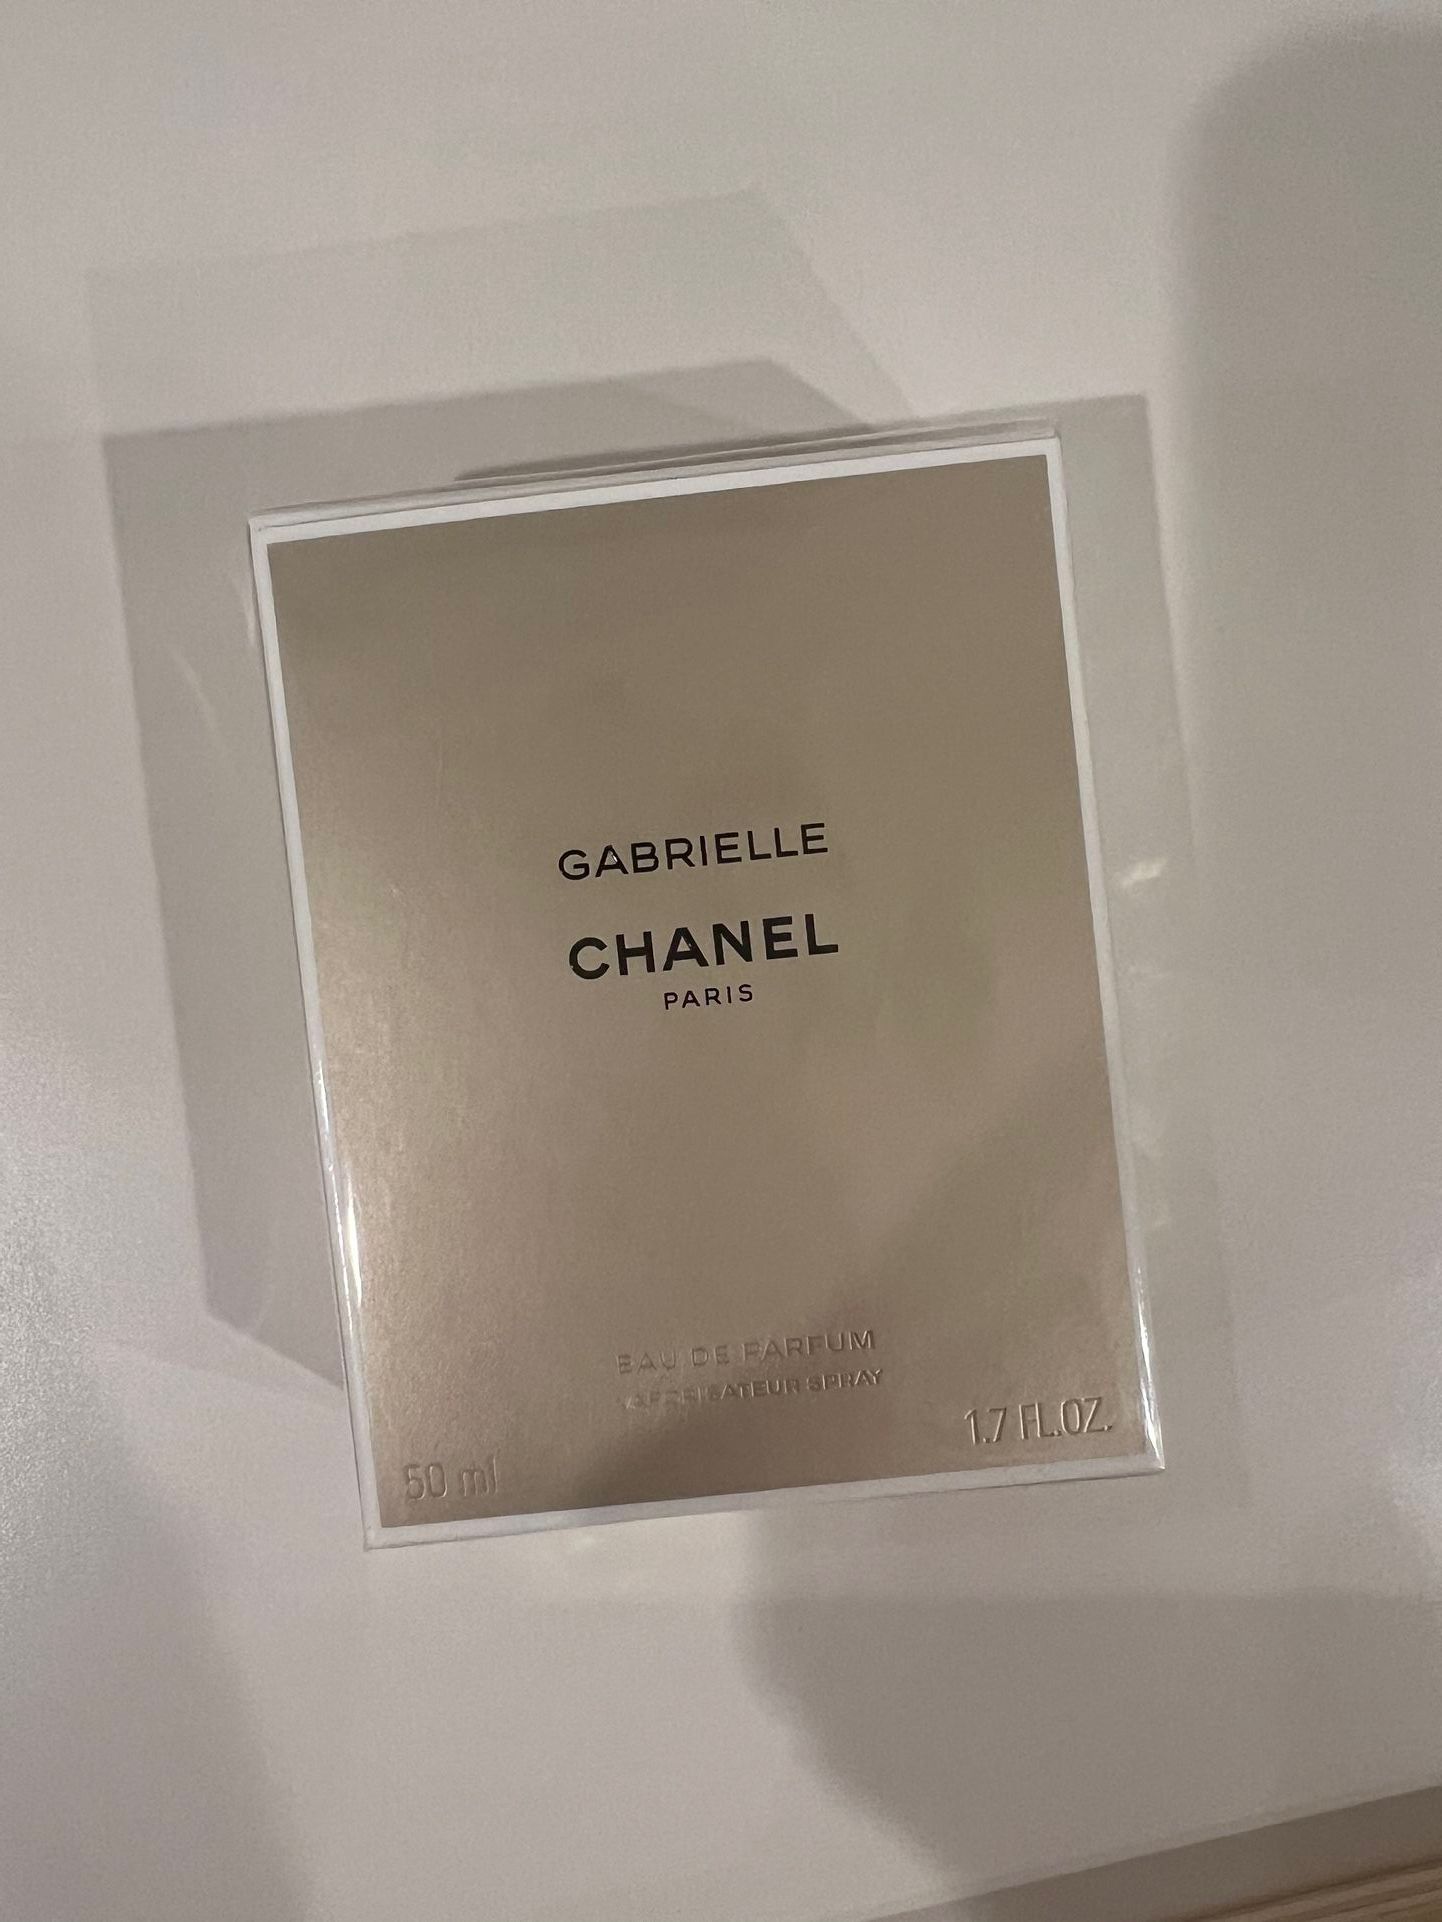 GABRIELLE
CHANEL
PARIS
EAU DE PARFUM
VAPORISATEUR SPRAY
1.7 FL.OZ.
50 ml